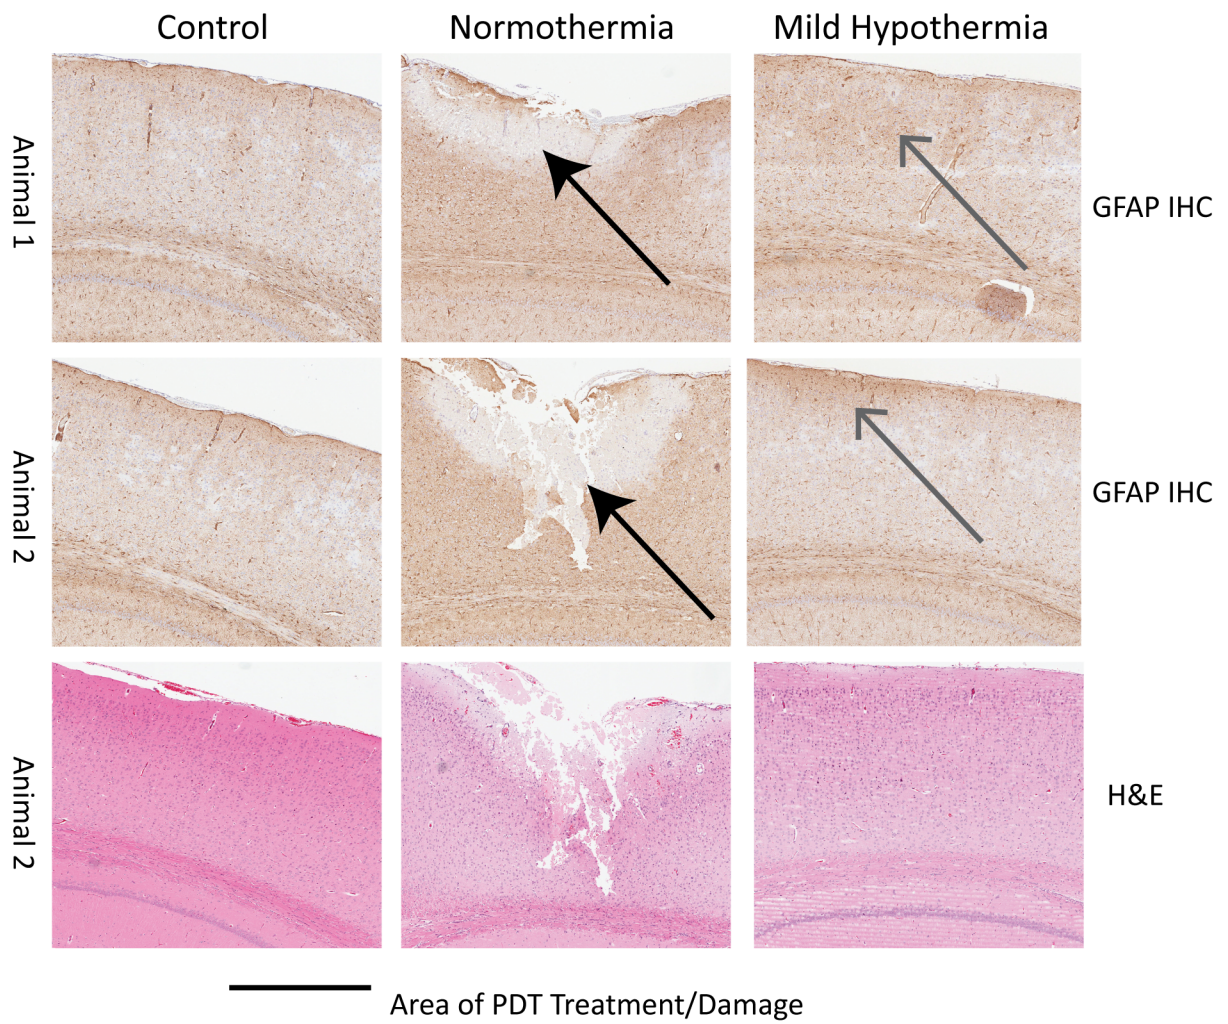 Control
Normothermia
Mild Hypothermia
Animal 1
GFAP IHC
Animal 2
GFAP IHC
Animal 2
H&E
Area of PDT Treatment/Damage